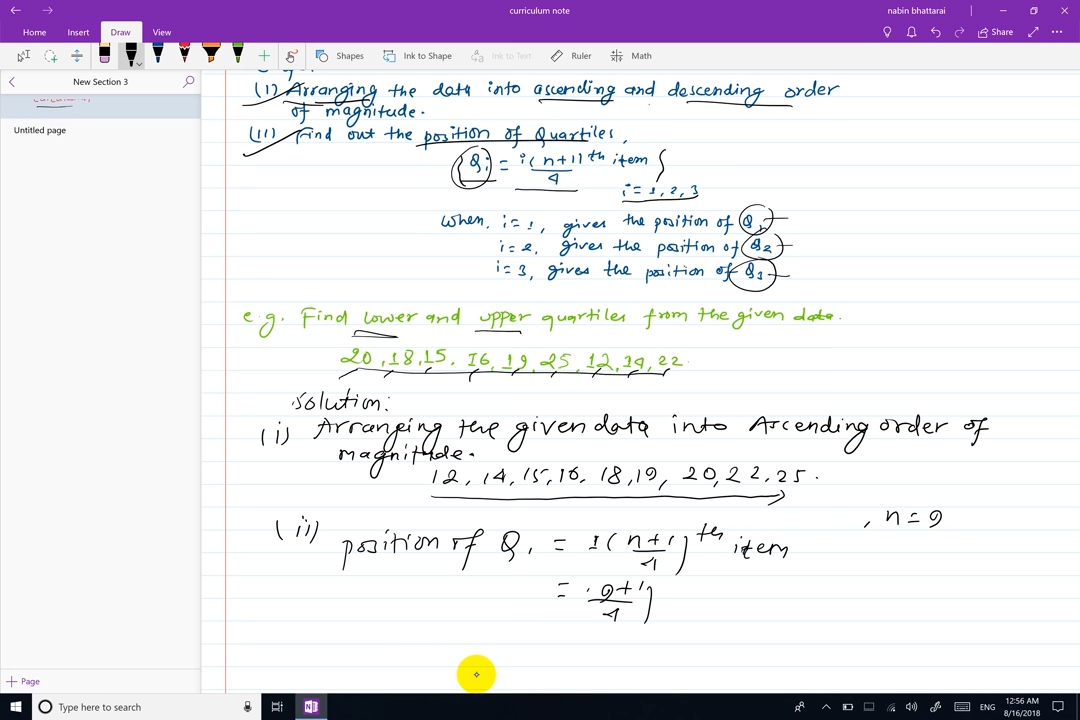 curriculum note
nabin bhattarai
Home Insert Draw View
Share
Shapes Ink to Shape Ink to Text Ruler Math
New Section 3
Untitled page
(I) Arranging the data into ascending and descending order
of magnitude.
(II) Find out the position of Quartiles,
{Qi = i(n+1)th item }
4
i = 1, 2, 3
When, i = 1, gives the position of Q1
i = 2, gives the position of Q2
i = 3, gives the position of Q3
e.g. Find lower and upper quartiles from the given data.
20, 18, 15, 16, 19, 25, 12, 14, 22
Solution:
(i) Arranging the given data into Ascending order of
magnitude.
12, 14, 15, 16, 18, 19, 20, 22, 25.
, n = 9
(ii) position of Q1 = 1(n+1)th item
4
= 9+1)
4
+ Page
Type here to search
ENG
12:56 AM
8/16/2018